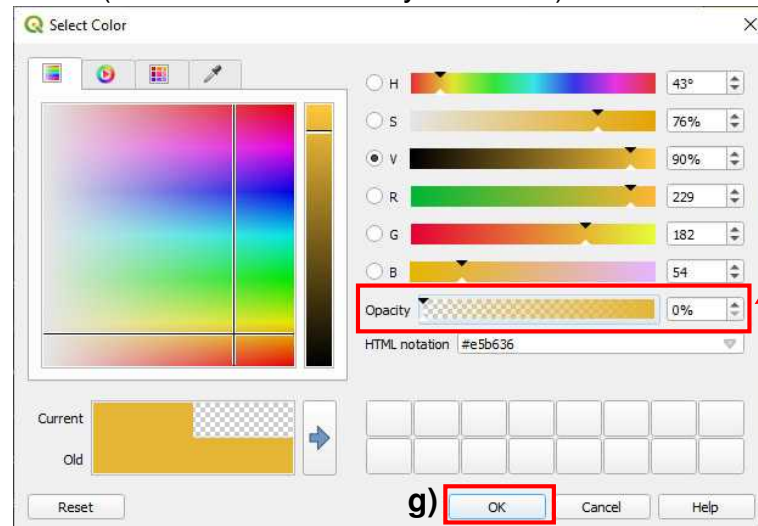 Select Color
H 43°
S 76%
V 90%
R 229
G 182
B 54
Opacity 0%
HTML notation #e5b636
Current
Old
Reset
g) OK Cancel Help